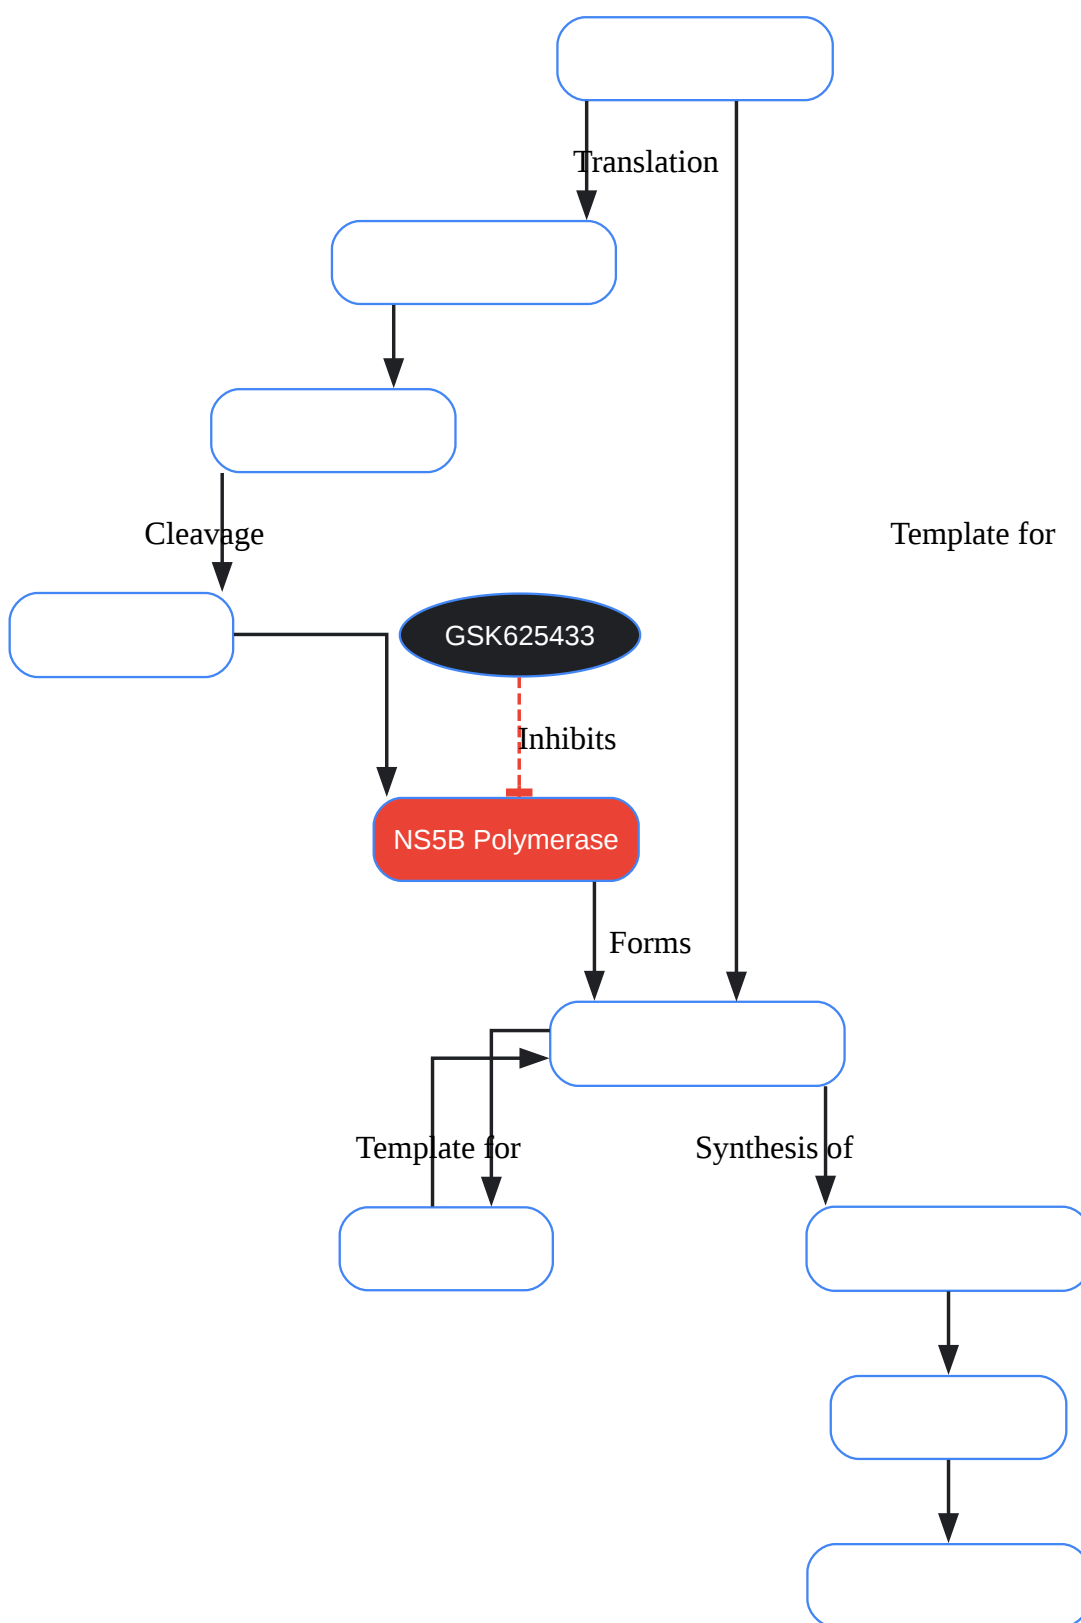 Translation
Cleavage
Template for
GSK625433
Inhibits
NS5B Polymerase
Forms
Template for
Synthesis of